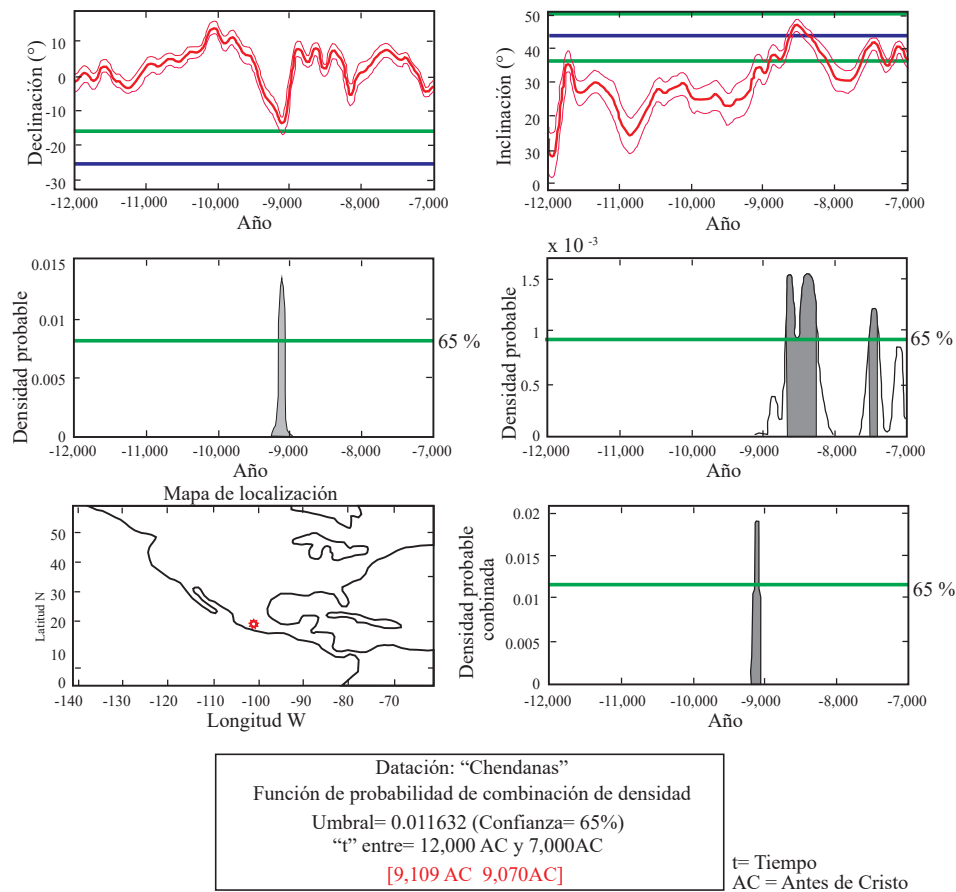 10
0
-10
-20
-30
Declinación (°)
-12,000 -11,000 -10,000 -9,000 -8,000 -7,000
Año
50
40
30
20
10
0
Inclinación (°)
-12,000 -11,000 -10,000 -9,000 -8,000 -7,000
Año
0.015
0.01
0.005
0
Densidad probable
65 %
-12,000 -11,000 -10,000 -9,000 -8,000 -7,000
Año
x 10 -3
1.5
1
0.5
0
Densidad probable
65 %
-12,000 -11,000 -10,000 -9,000 -8,000 -7,000
Año
Mapa de localización
50
40
30
20
10
0
Latitud N
-140 -130 -120 -110 -100 -90 -80 -70
Longitud W
0.02
0.015
0.01
0.005
0
Densidad probable
conbinada
65 %
-12,000 -11,000 -10,000 -9,000 -8,000 -7,000
Año
Datación: “Chendanas”
Función de probabilidad de combinación de densidad
Umbral= 0.011632 (Confianza= 65%)
“t” entre= 12,000 AC y 7,000AC
[9,109 AC 9,070AC]
t= Tiempo
AC = Antes de Cristo